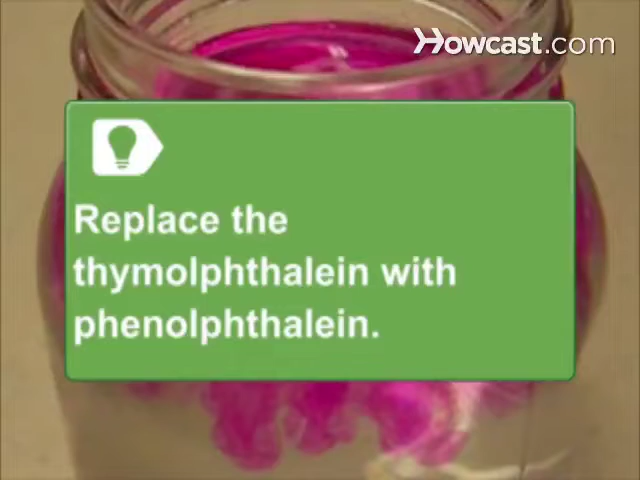 Howcast.com
Replace the
thymolphthalein with
phenolphthalein.